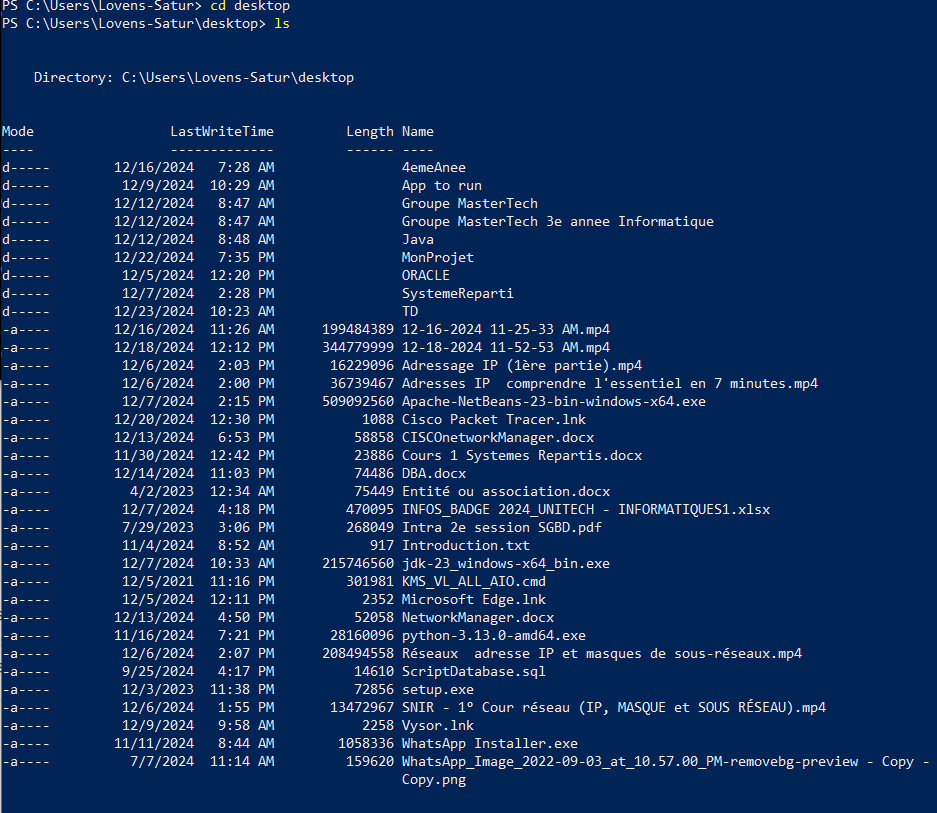 PS C:\Users\Lovens-Satur> cd desktop
PS C:\Users\Lovens-Satur\desktop> ls
Directory: C:\Users\Lovens-Satur\desktop
Mode LastWriteTime Length Name
---- ------------- ------ ----
d----- 12/16/2024 7:28 AM 4emeAnee
d----- 12/9/2024 10:29 AM App to run
d----- 12/12/2024 8:47 AM Groupe MasterTech
d----- 12/12/2024 8:47 AM Groupe MasterTech 3e annee Informatique
d----- 12/12/2024 8:48 AM Java
d----- 12/22/2024 7:35 PM MonProjet
d----- 12/5/2024 12:20 PM ORACLE
d----- 12/7/2024 2:28 PM SystemeReparti
d----- 12/23/2024 10:23 AM TD
-a---- 12/16/2024 11:26 AM 199484389 12-16-2024 11-25-33 AM.mp4
-a---- 12/18/2024 12:12 PM 344779999 12-18-2024 11-52-53 AM.mp4
-a---- 12/6/2024 2:03 PM 16229096 Adressage IP (1ère partie).mp4
-a---- 12/6/2024 2:00 PM 36739467 Adresses IP  comprendre l'essentiel en 7 minutes.mp4
-a---- 12/7/2024 2:15 PM 509092560 Apache-NetBeans-23-bin-windows-x64.exe
-a---- 12/20/2024 12:30 PM 1088 Cisco Packet Tracer.lnk
-a---- 12/13/2024 6:53 PM 58858 CISCOnetworkManager.docx
-a---- 11/30/2024 12:42 PM 23886 Cours 1 Systemes Repartis.docx
-a---- 12/14/2024 11:03 PM 74486 DBA.docx
-a---- 4/2/2023 12:34 AM 75449 Entité ou association.docx
-a---- 12/7/2024 4:18 PM 470095 INFOS_BADGE 2024_UNITECH - INFORMATIQUES1.xlsx
-a---- 7/29/2023 3:06 PM 268049 Intra 2e session SGBD.pdf
-a---- 11/4/2024 8:52 AM 917 Introduction.txt
-a---- 12/7/2024 10:33 AM 215746560 jdk-23_windows-x64_bin.exe
-a---- 12/5/2021 11:16 PM 301981 KMS_VL_ALL_AIO.cmd
-a---- 12/5/2024 12:11 PM 2352 Microsoft Edge.lnk
-a---- 12/13/2024 4:50 PM 52058 NetworkManager.docx
-a---- 11/16/2024 7:21 PM 28160096 python-3.13.0-amd64.exe
-a---- 12/6/2024 2:07 PM 208494558 Réseaux  adresse IP et masques de sous-réseaux.mp4
-a---- 9/25/2024 4:17 PM 14610 ScriptDatabase.sql
-a---- 12/3/2023 11:38 PM 72856 setup.exe
-a---- 12/6/2024 1:55 PM 13472967 SNIR - 1º Cour réseau (IP, MASQUE et SOUS RÉSEAU).mp4
-a---- 12/9/2024 9:58 AM 2258 Vysor.lnk
-a---- 11/11/2024 8:44 AM 1058336 WhatsApp Installer.exe
-a---- 7/7/2024 11:14 AM 159620 WhatsApp_Image_2022-09-03_at_10.57.00_PM-removebg-preview - Copy -
Copy.png